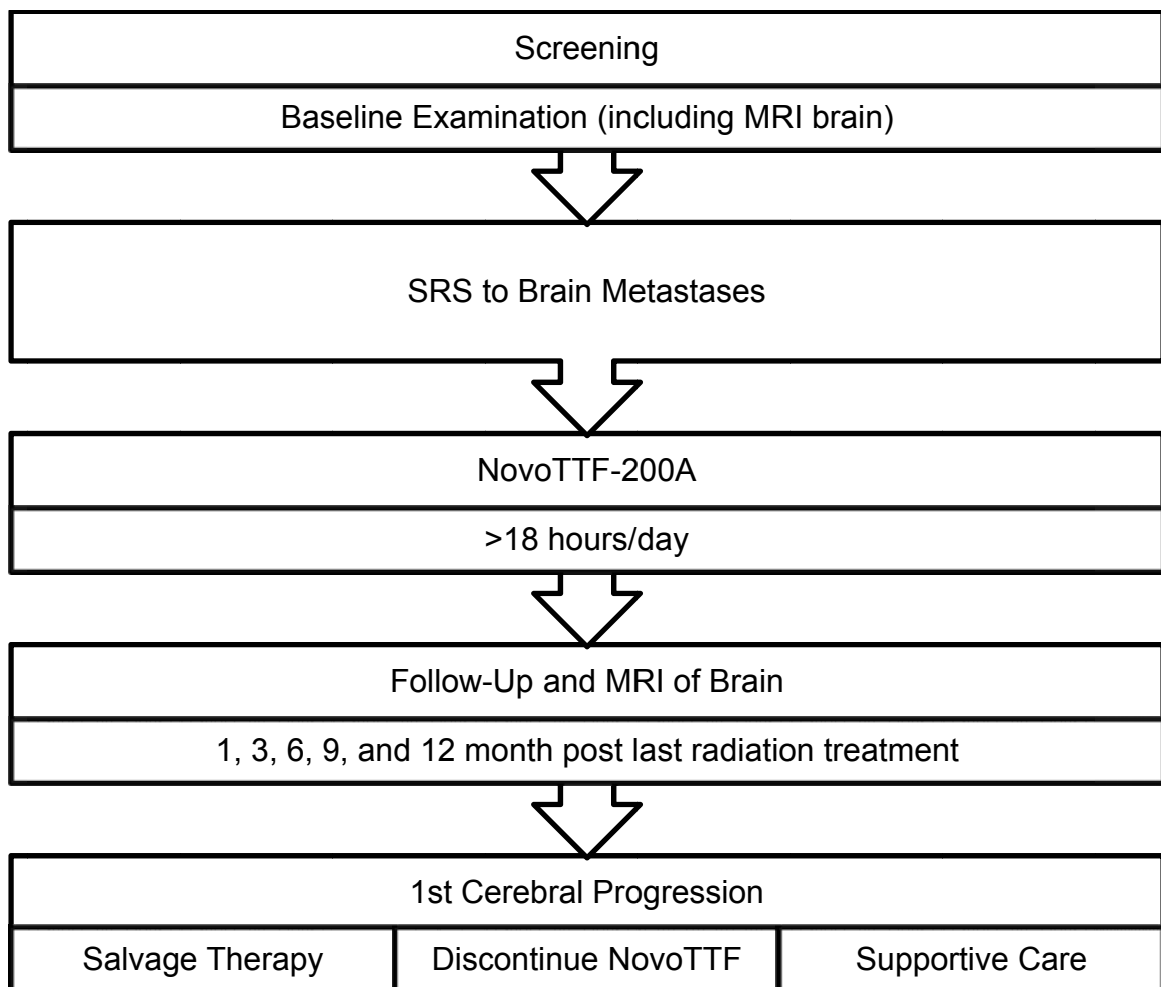 Screening
Baseline Examination (including MRI brain)
SRS to Brain Metastases
NovoTTF-200A
>18 hours/day
Follow-Up and MRI of Brain
1, 3, 6, 9, and 12 month post last radiation treatment
1st Cerebral Progression
Salvage Therapy
Discontinue NovoTTF
Supportive Care